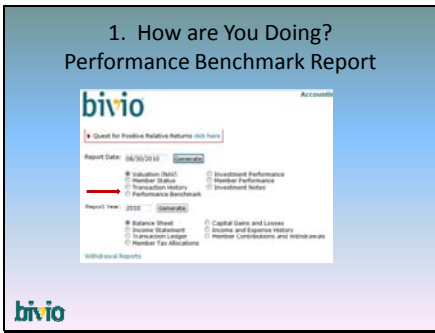 1. How are You Doing?
Performance Benchmark Report
bivio
Accountin
Quest for Positive Relative Returns click here
Report Date: 08/30/2010 Generate
Valuation (NAV) Investment Performance
Member Status Member Performance
Transaction History Investment Notes
Performance Benchmark
Report Year: 2010 Generate
Balance Sheet Capital Gains and Losses
Income Statement Income and Expense History
Transaction Ledger Member Contributions and Withdrawals
Member Tax Allocations
Withdrawal Reports
bivio